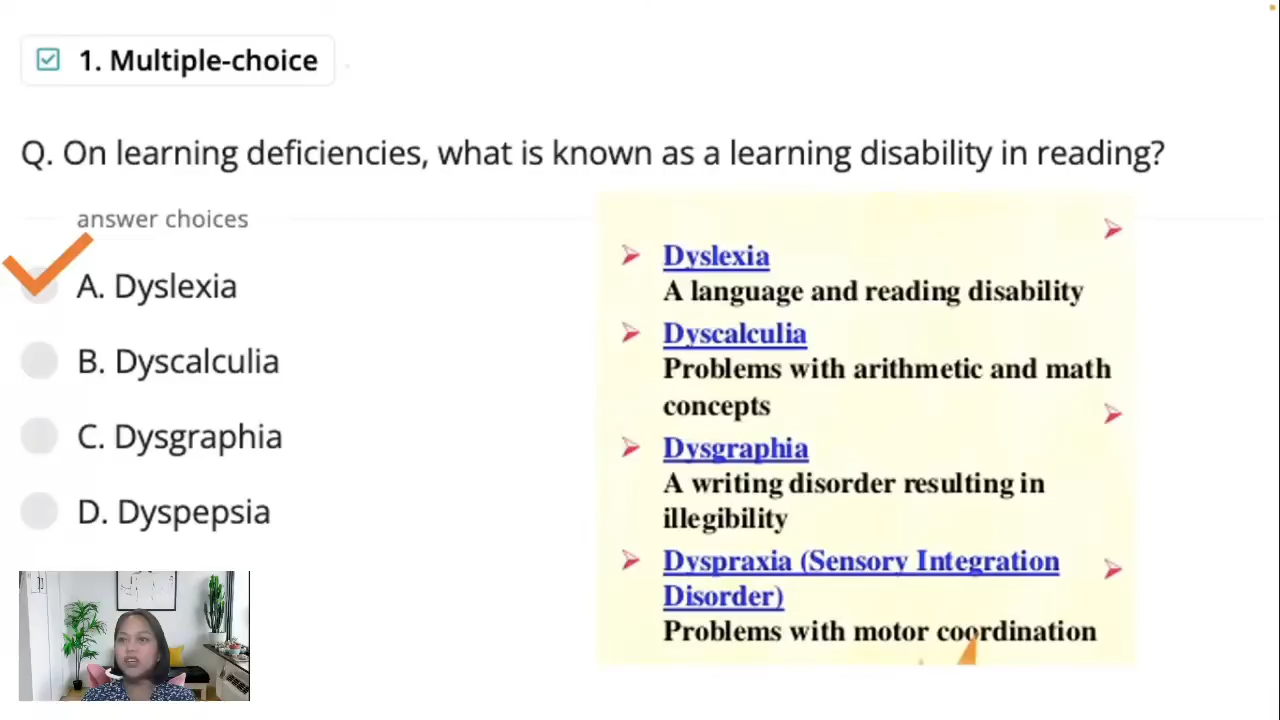 1. Multiple-choice
Q. On learning deficiencies, what is known as a learning disability in reading?
answer choices
A. Dyslexia
B. Dyscalculia
C. Dysgraphia
D. Dyspepsia
Dyslexia
A language and reading disability
Dyscalculia
Problems with arithmetic and math
concepts
Dysgraphia
A writing disorder resulting in
illegibility
Dyspraxia (Sensory Integration
Disorder)
Problems with motor coordination